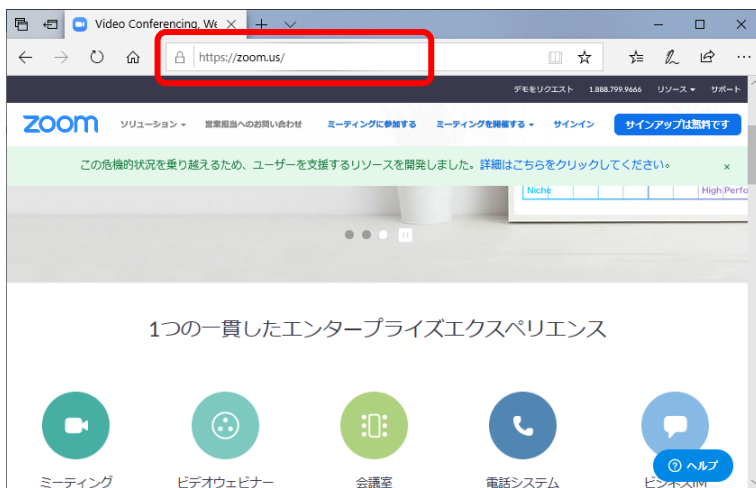 Video Conferencing, We
https://zoom.us/
デモをリクエスト 1.888.799.9666 リソース サポート
zoom ソリューション 営業担当へのお問い合わせ ミーティングに参加する ミーティングを開催する サインイン サインアップは無料です
この危機的状況を乗り越えるため、ユーザーを支援するリソースを開発しました。詳細はこちらをクリックしてください。 ×
Niche High Perfo
1つの一貫したエンタープライズエクスペリエンス
ミーティング ビデオウェビナー 会議室 電話システム ビジネスIM
ヘルプ